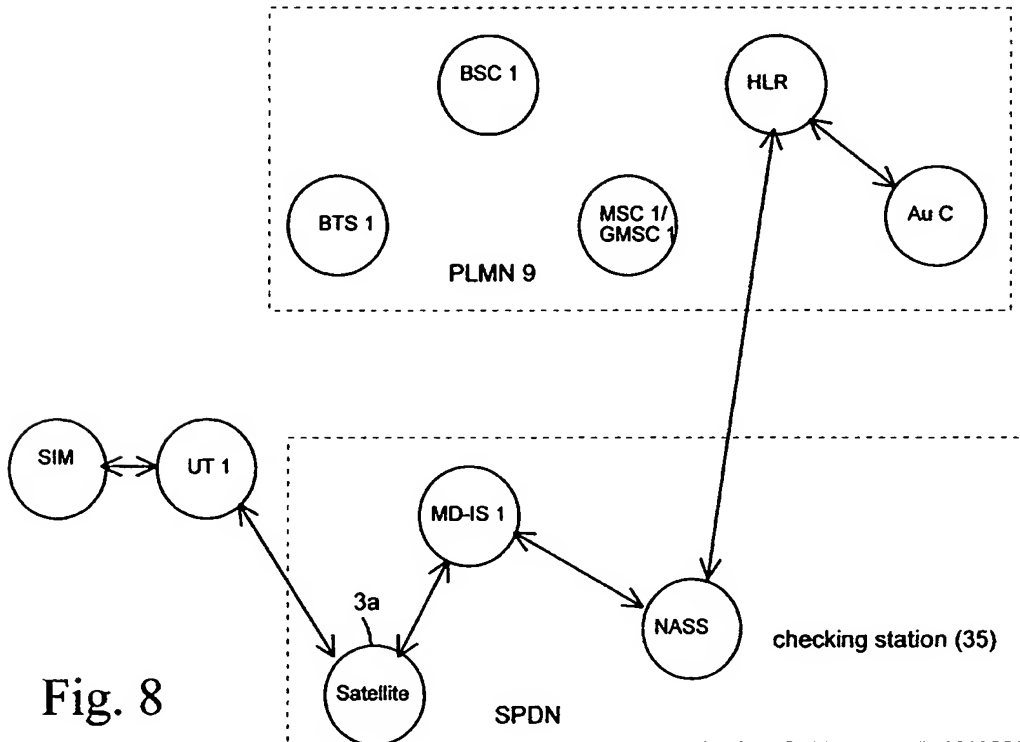 BSC 1
HLR
BTS 1
MSC 1/
GMSC 1
Au C
PLMN 9
SIM
UT 1
MD-IS 1
3a
NASS
checking station (35)
Satellite
SPDN
Fig. 8